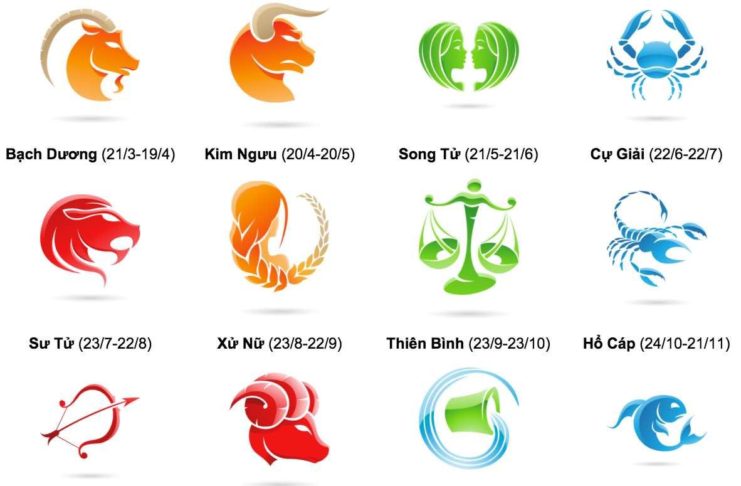 Bạch Dương (21/3-19/4) Kim Ngưu (20/4-20/5) Song Tử (21/5-21/6) Cự Giải (22/6-22/7)
Sư Tử (23/7-22/8) Xử Nữ (23/8-22/9) Thiên Bình (23/9-23/10) Hổ Cáp (24/10-21/11)